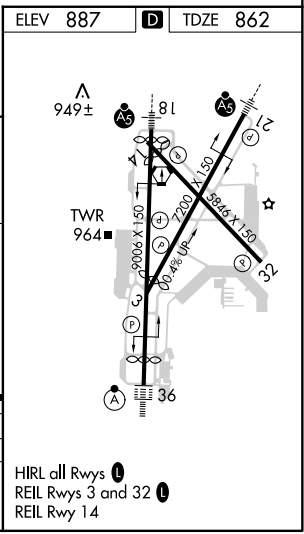 ELEV 887 D TDZE 862
949± A5 18 A5 21
P
14 P
7200 X 150
TWR
964
9006 X 150
P
P
5846 X 150
0.4% UP
P
32
3
P
A 36
HIRL all Rwys L
REIL Rwys 3 and 32 L
REIL Rwy 14